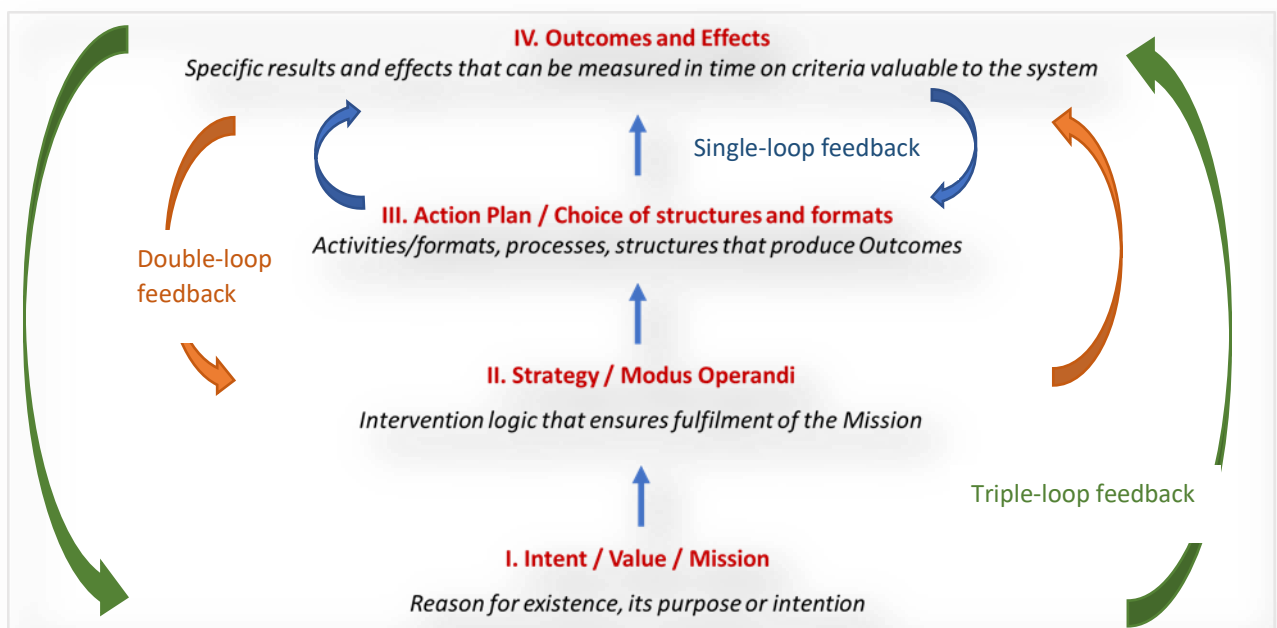 IV. Outcomes and Effects
Specific results and effects that can be measured in time on criteria valuable to the system
Single-loop feedback
III. Action Plan / Choice of structures and formats
Activities/formats, processes, structures that produce Outcomes
Double-loop
feedback
II. Strategy / Modus Operandi
Intervention logic that ensures fulfilment of the Mission
Triple-loop feedback
I. Intent / Value / Mission
Reason for existence, its purpose or intention